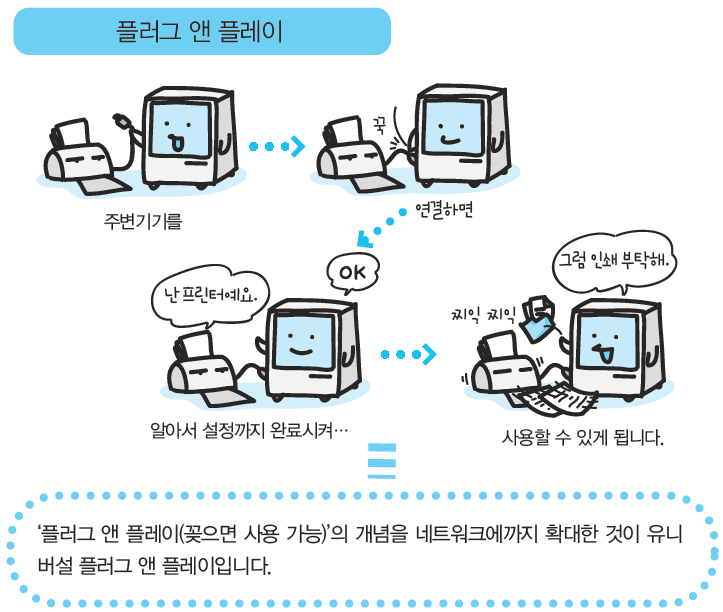 플러그 앤 플레이
꾹
주변기기를
연결하면
난 프린터예요.
OK
그럼 인쇄 부탁해.
찌익 찌익
알아서 설정까지 완료시켜…
사용할 수 있게 됩니다.
‘플러그 앤 플레이(꽂으면 사용 가능)’의 개념을 네트워크에까지 확대한 것이 유니
버설 플러그 앤 플레이입니다.